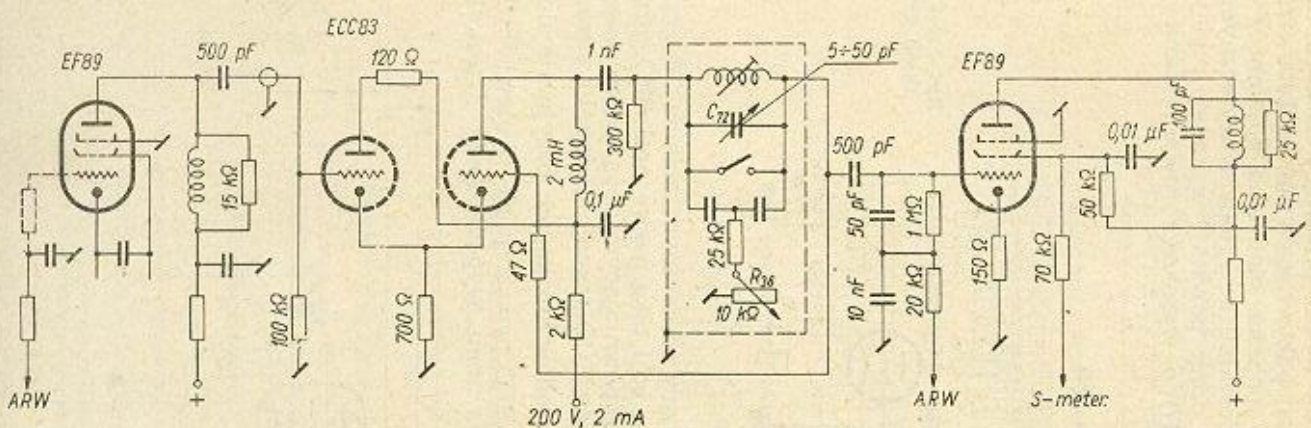 ECC83
EF89
500 pF
120 Ω
1 nF
5÷50 pF
EF89
C72
100 pF
0,01 µF
25 kΩ
300 kΩ
2 mH
15 kΩ
500 pF
0,1 µF
50 kΩ
0,01 µF
50 pF
1 MΩ
47 Ω
25 kΩ
R36
10 kΩ
100 kΩ
700 Ω
2 kΩ
10 nF
20 kΩ
150 Ω
70 kΩ
ARW
+
200 V, 2 mA
ARW
S-meter.
+